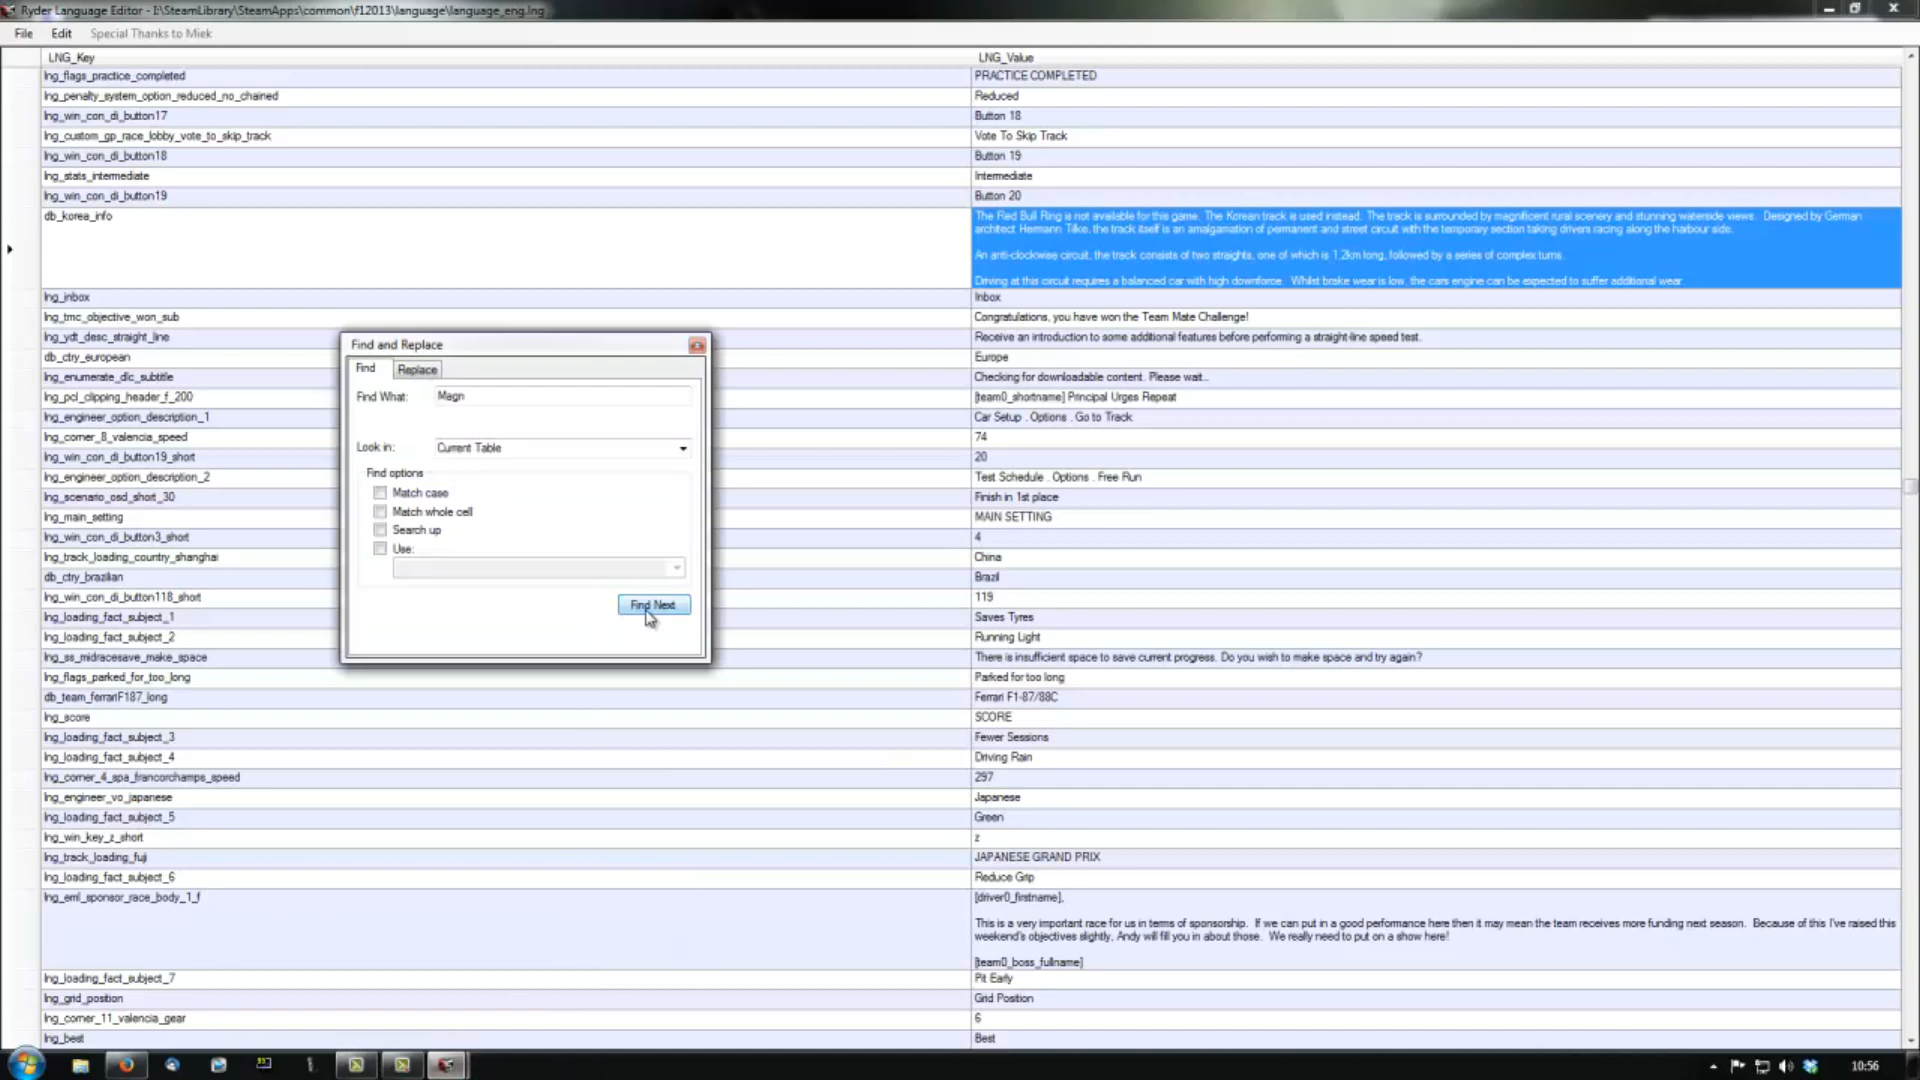 Ryder Language Editor - I:\SteamLibrary\SteamApps\common\f12013\language\language_eng.lng
File Edit Special Thanks to Miek
LNG_Key LNG_Value
lng_flags_practice_completed PRACTICE COMPLETED
lng_penalty_system_option_reduced_no_chained Reduced
lng_win_con_di_button17 Button 18
lng_custom_gp_race_lobby_vote_to_skip_track Vote To Skip Track
lng_win_con_di_button18 Button 19
lng_stats_intermediate Intermediate
lng_win_con_di_button19 Button 20
db_korea_info The Red Bull Ring is not available for this game. The Korean track is used instead. The track is surrounded by magnificent rural scenery and stunning waterside views. Designed by German
architect Hermann Tilke, the track itself is an amalgamation of permanent and street circuit with the temporary section taking drivers racing along the harbour side.
An anti-clockwise circuit, the track consists of two straights, one of which is 1.2km long, followed by a series of complex turns.
Driving at this circuit requires a balanced car with high downforce. Whilst brake wear is low, the cars engine can be expected to suffer additional wear.
lng_inbox Inbox
lng_tmc_objective_won_sub Congratulations, you have won the Team Mate Challenge!
lng_ydt_desc_straight_line Receive an introduction to some additional features before performing a straight-line speed test.
db_ctry_european Europe
lng_enumerate_dlc_subtitle Checking for downloadable content. Please wait...
lng_pcl_clipping_header_f_200 [team0_shortname] Principal Urges Repeat
lng_engineer_option_description_1 Car Setup . Options . Go to Track
lng_corner_8_valencia_speed 74
lng_win_con_di_button19_short 20
lng_engineer_option_description_2 Test Schedule . Options . Free Run
lng_scenario_osd_short_30 Finish in 1st place
lng_main_setting MAIN SETTING
lng_win_con_di_button3_short 4
lng_track_loading_country_shanghai China
db_ctry_brazilian Brazil
lng_win_con_di_button118_short 119
lng_loading_fact_subject_1 Saves Tyres
lng_loading_fact_subject_2 Running Light
lng_ss_midracesave_make_space There is insufficient space to save current progress. Do you wish to make space and try again?
lng_flags_parked_for_too_long Parked for too long
db_team_ferrariF187_long Ferrari F1-87/88C
lng_score SCORE
lng_loading_fact_subject_3 Fewer Sessions
lng_loading_fact_subject_4 Driving Rain
lng_corner_4_spa_francorchamps_speed 297
lng_engineer_vo_japanese Japanese
lng_loading_fact_subject_5 Green
lng_win_key_z_short z
lng_track_loading_fuji JAPANESE GRAND PRIX
lng_loading_fact_subject_6 Reduce Grip
lng_eml_sponsor_race_body_1_f [driver0_firstname],
This is a very important race for us in terms of sponsorship. If we can put in a good performance here then it may mean the team receives more funding next season. Because of this I've raised this
weekend's objectives slightly, Andy will fill you in about those. We really need to put on a show here!
[team0_boss_fullname]
lng_loading_fact_subject_7 Pit Early
lng_grid_position Grid Position
lng_corner_11_valencia_gear 6
lng_best Best
Find and Replace
Find Replace
Find What: Magn
Look in: Current Table
Find options
Match case
Match whole cell
Search up
Use:
Find Next
10:56